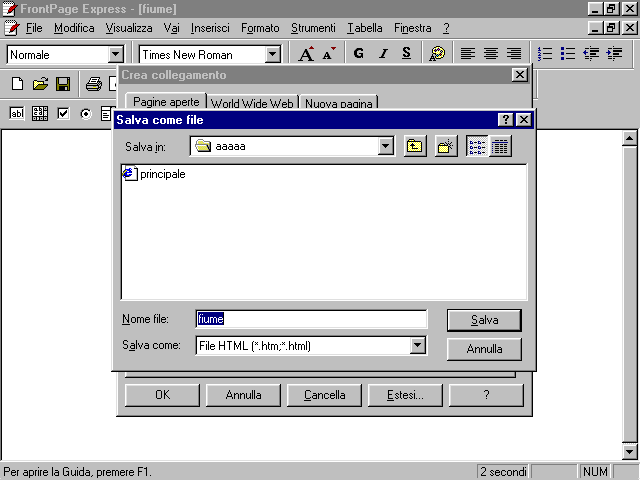 FrontPage Express - [fiume]
File Modifica Visualizza Vai Inserisci Formato Strumenti Tabella Finestra ?
Normale Times New Roman A A G C S
Crea collegamento
Pagine aperte World Wide Web Nuova pagina
Salva come file
Salva in: aaaaa
principale
Nome file: fiume Salva
Salva come: File HTML (*.htm;*.html) Annulla
OK Annulla Cancella Estesi... ?
Per aprire la Guida, premere F1. 2 secondi NUM